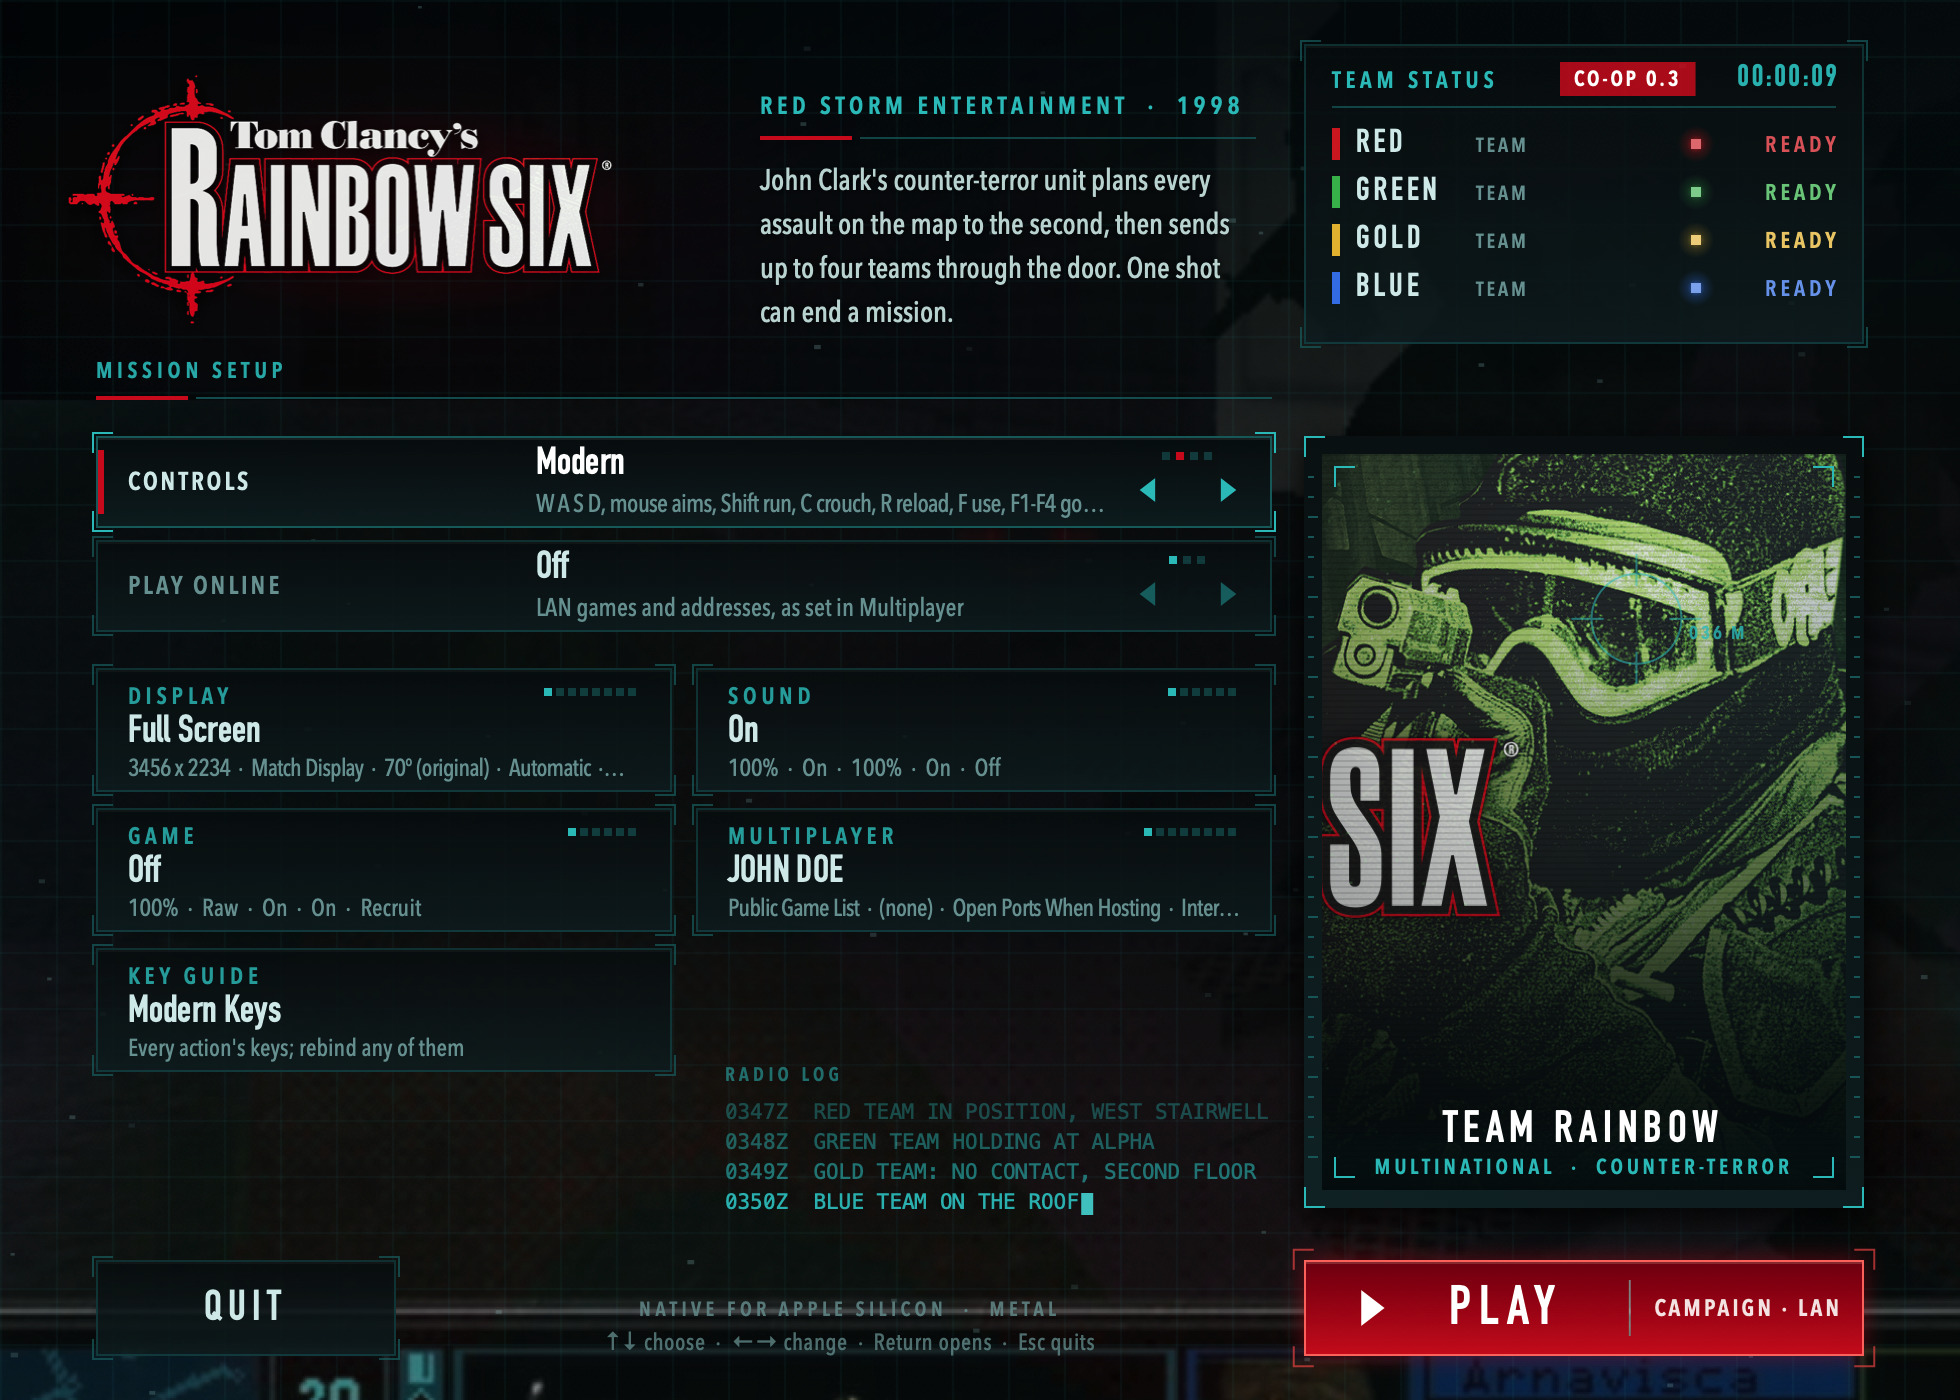 Tom Clancy's
RAINBOW SIX®
RED STORM ENTERTAINMENT · 1998
John Clark's counter-terror unit plans every
assault on the map to the second, then sends
up to four teams through the door. One shot
can end a mission.
TEAM STATUS CO-OP 0.3 00:00:09
RED TEAM READY
GREEN TEAM READY
GOLD TEAM READY
BLUE TEAM READY
MISSION SETUP
CONTROLS
Modern
W A S D, mouse aims, Shift run, C crouch, R reload, F use, F1-F4 go…
PLAY ONLINE
Off
LAN games and addresses, as set in Multiplayer
DISPLAY
Full Screen
3456 x 2234 · Match Display · 70° (original) · Automatic ·…
SOUND
On
100% · On · 100% · On · Off
GAME
Off
100% · Raw · On · On · Recruit
MULTIPLAYER
JOHN DOE
Public Game List · (none) · Open Ports When Hosting · Inter…
KEY GUIDE
Modern Keys
Every action's keys; rebind any of them
RADIO LOG
0347Z RED TEAM IN POSITION, WEST STAIRWELL
0348Z GREEN TEAM HOLDING AT ALPHA
0349Z GOLD TEAM: NO CONTACT, SECOND FLOOR
0350Z BLUE TEAM ON THE ROOF
036 M
SIX®
TEAM RAINBOW
MULTINATIONAL · COUNTER-TERROR
QUIT
NATIVE FOR APPLE SILICON · METAL
↑↓ choose · ←→ change · Return opens · Esc quits
PLAY CAMPAIGN · LAN
Arnavisca